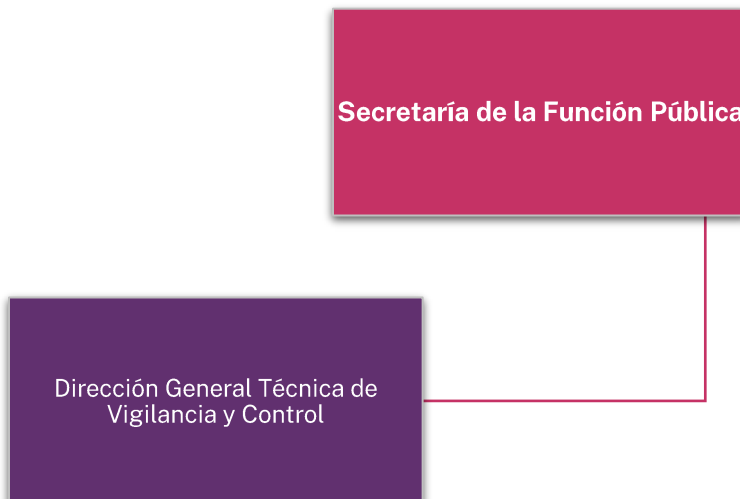 Secretaría de la Función Pública
Dirección General Técnica de
Vigilancia y Control